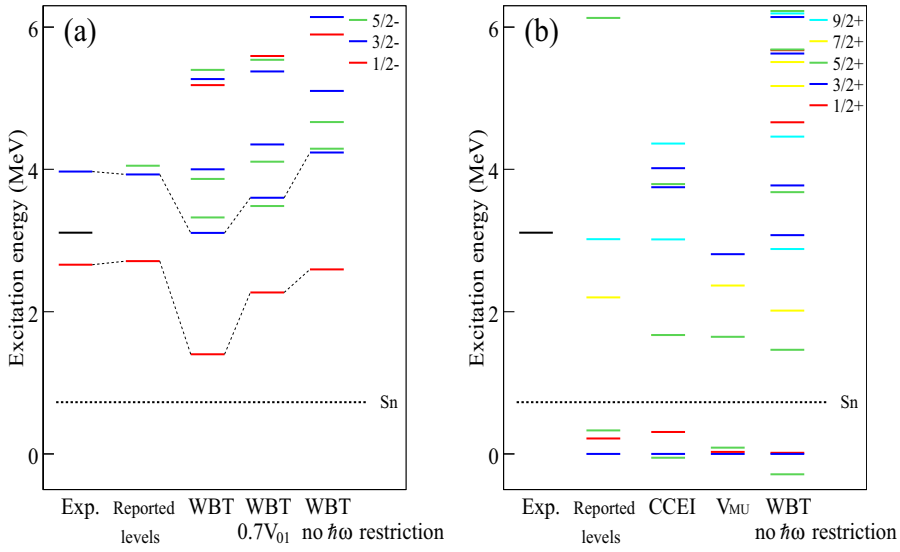 (a)
5/2-
3/2-
1/2-
Excitation energy (MeV)
6
4
2
0
Sn
Exp.
Reported levels
WBT
WBT 0.7V01
WBT no ℏω restriction
(b)
9/2+
7/2+
5/2+
3/2+
1/2+
Excitation energy (MeV)
6
4
2
0
Sn
Exp.
Reported levels
CCEI
VMU
WBT no ℏω restriction